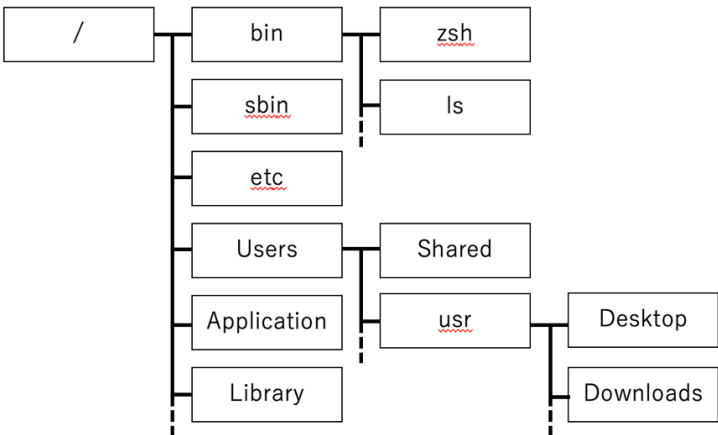 /
bin
zsh
sbin
ls
etc
Users
Shared
Application
usr
Desktop
Library
Downloads